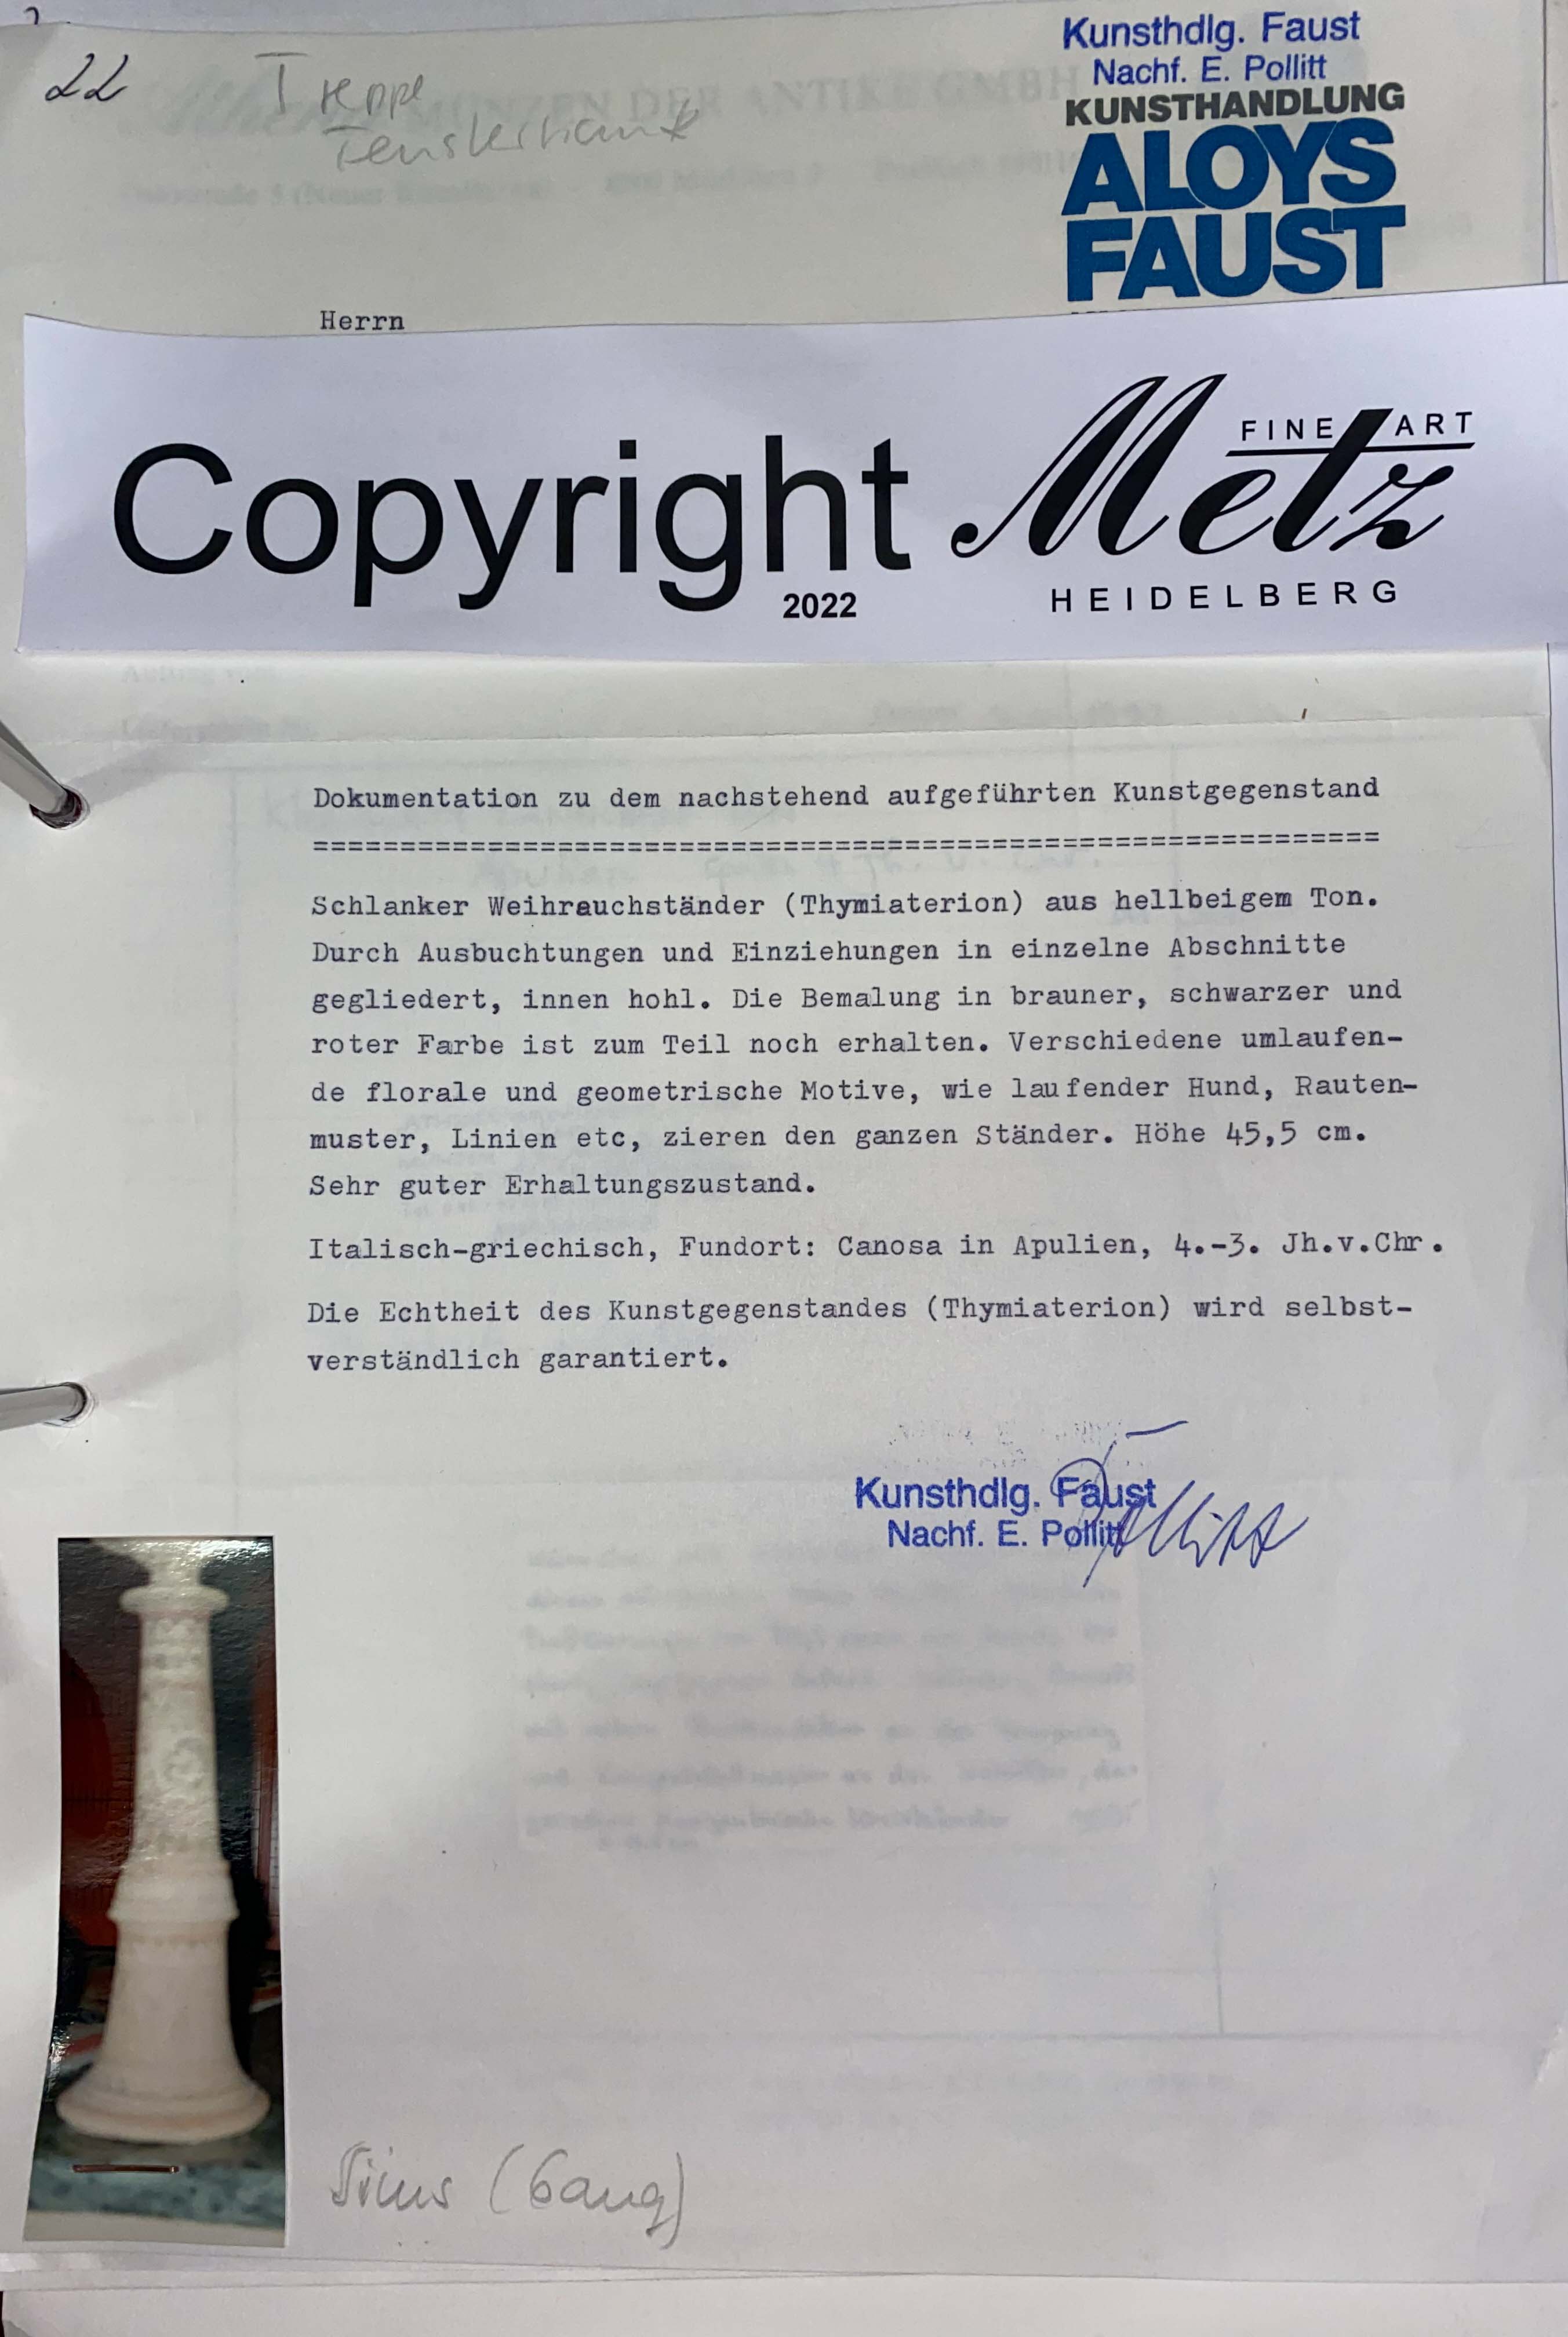 22
Treppe
Fensterbank
MÜNZEN DER ANTIKE GMBH
Kunsthdlg. Faust
Nachf. E. Pollitt
KUNSTHANDLUNG
ALOYS
FAUST
Herrn
Copyright
2022
Metz
FINE ART
HEIDELBERG
Dokumentation zu dem nachstehend aufgeführten Kunstgegenstand
=============================================================
Schlanker Weihrauchständer (Thymiaterion) aus hellbeigem Ton.
Durch Ausbuchtungen und Einziehungen in einzelne Abschnitte
gegliedert, innen hohl. Die Bemalung in brauner, schwarzer und
roter Farbe ist zum Teil noch erhalten. Verschiedene umlaufen-
de florale und geometrische Motive, wie laufender Hund, Rauten-
muster, Linien etc, zieren den ganzen Ständer. Höhe 45,5 cm.
Sehr guter Erhaltungszustand.
Italisch-griechisch, Fundort: Canosa in Apulien, 4.-3. Jh.v.Chr.
Die Echtheit des Kunstgegenstandes (Thymiaterion) wird selbst-
verständlich garantiert.
Kunsthdlg. Faust
Nachf. E. Pollitt
Pollitt
(Gang)